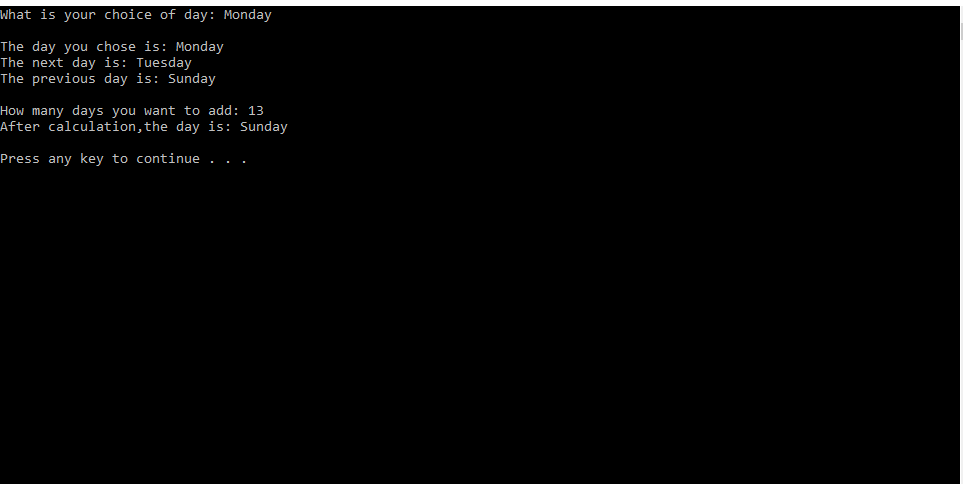 What is your choice of day: Monday
The day you chose is: Monday
The next day is: Tuesday
The previous day is: Sunday
How many days you want to add: 13
After calculation,the day is: Sunday
Press any key to continue . . .